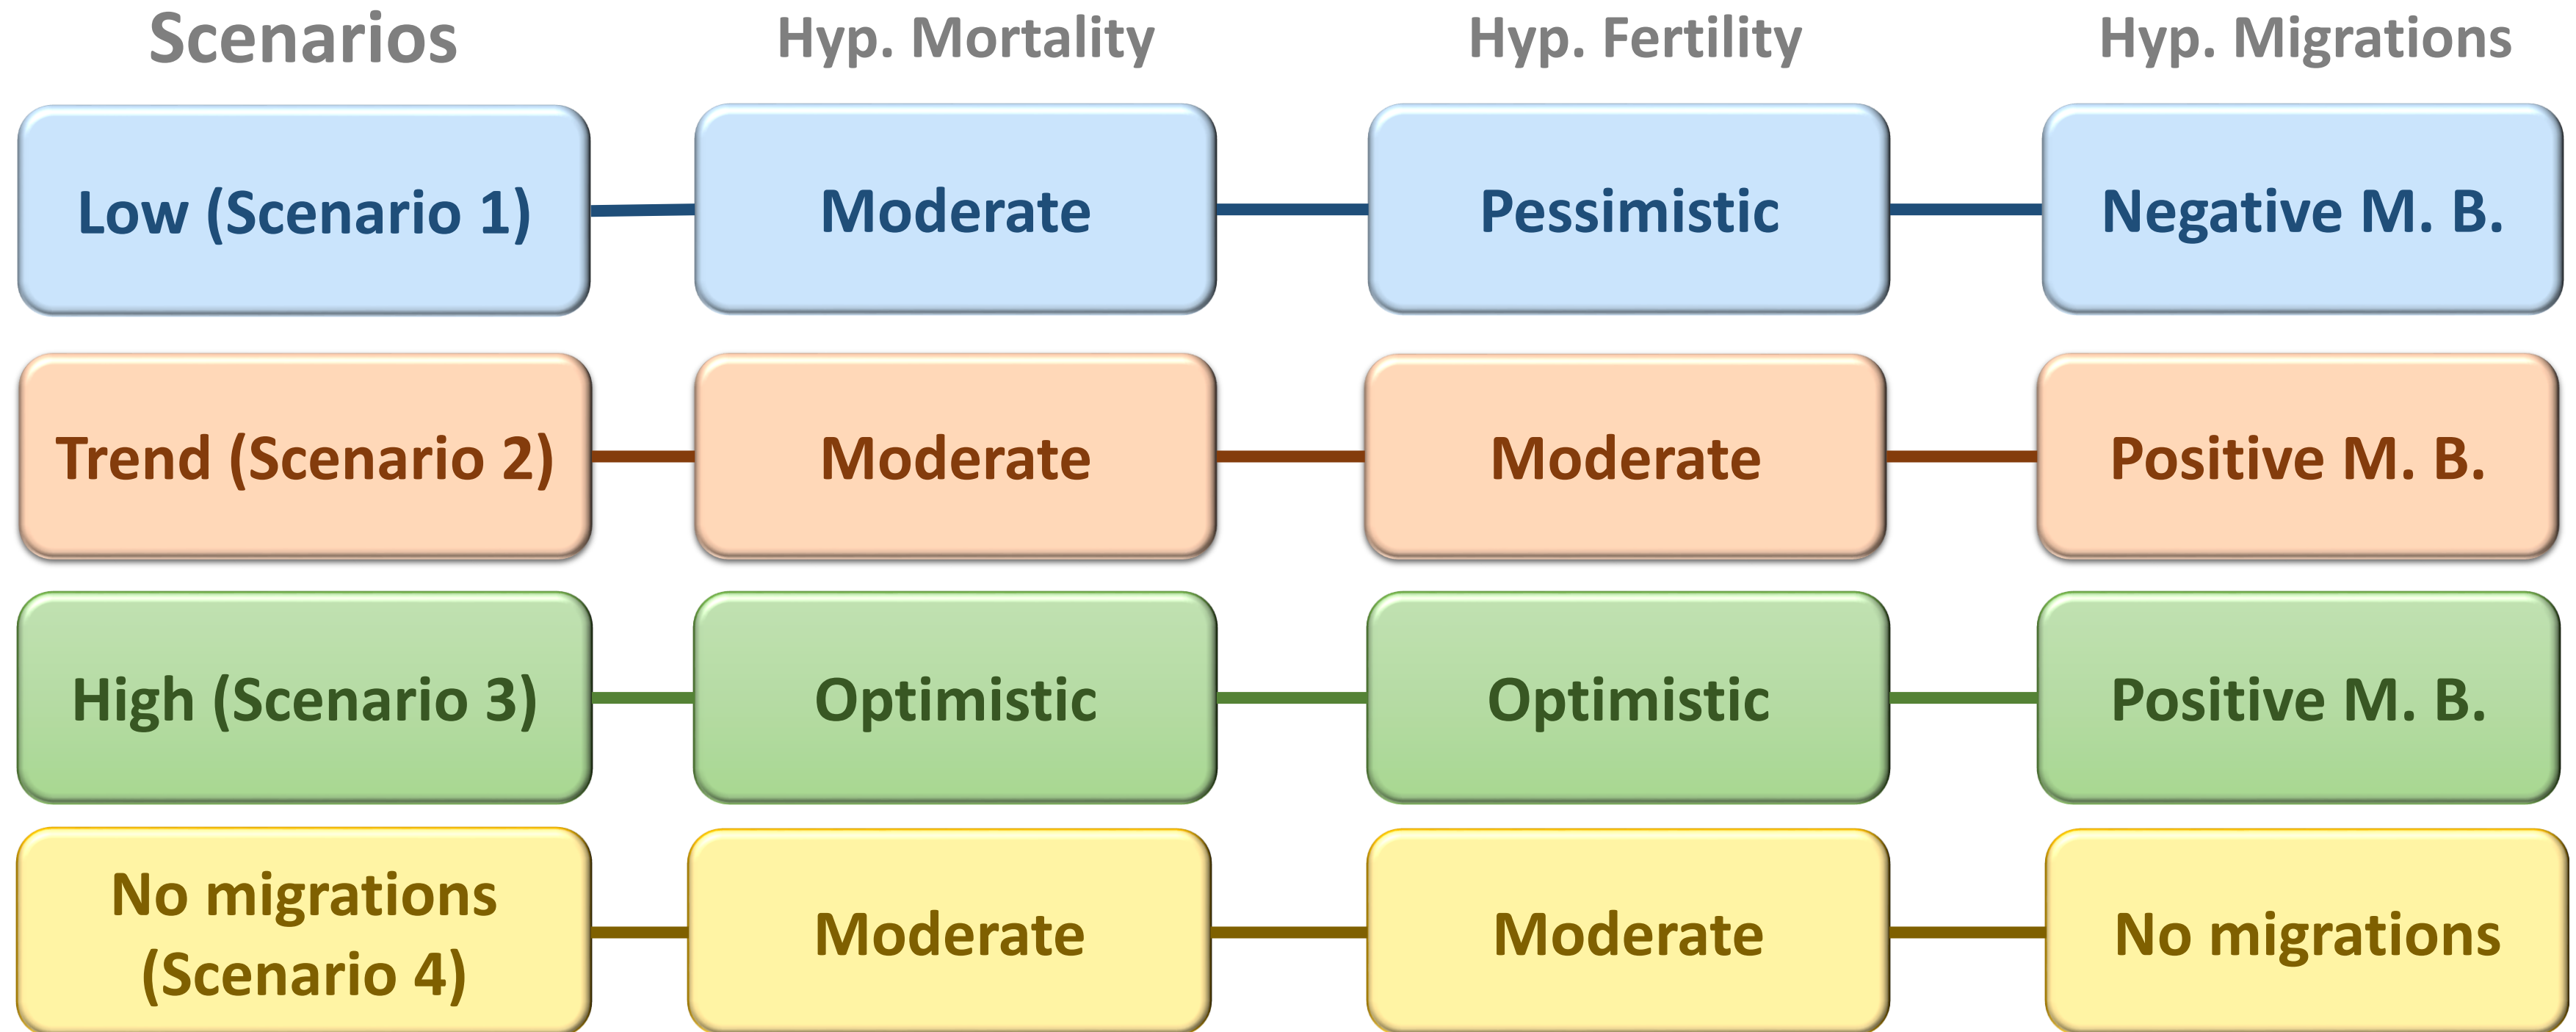 Scenarios
Hyp. Mortality
Hyp. Fertility
Hyp. Migrations
Low (Scenario 1)
Moderate
Pessimistic
Negative M. B.
Trend (Scenario 2)
Moderate
Moderate
Positive M. B.
High (Scenario 3)
Optimistic
Optimistic
Positive M. B.
No migrations
(Scenario 4)
Moderate
Moderate
No migrations